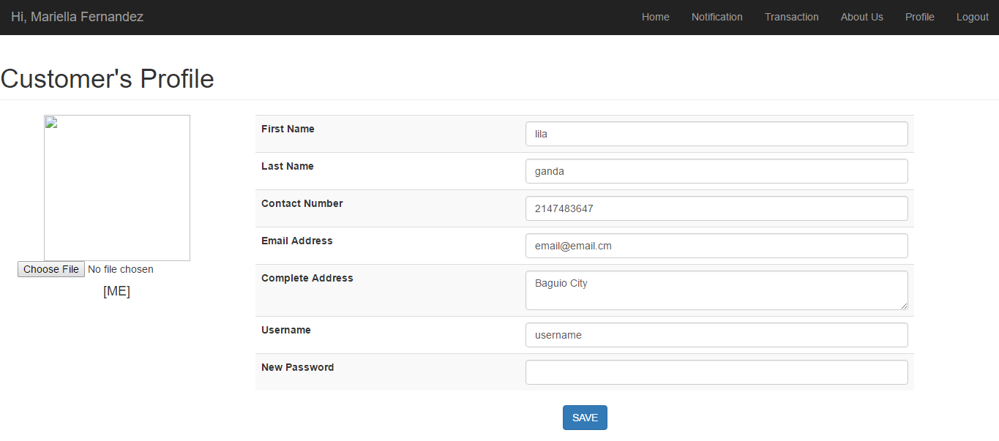 Hi, Mariella Fernandez Home Notification Transaction About Us Profile Logout
Customer's Profile
First Name lila
Last Name ganda
Contact Number 2147483647
Email Address email@email.cm
Choose File No file chosen
Complete Address Baguio City
[ME]
Username username
New Password
SAVE